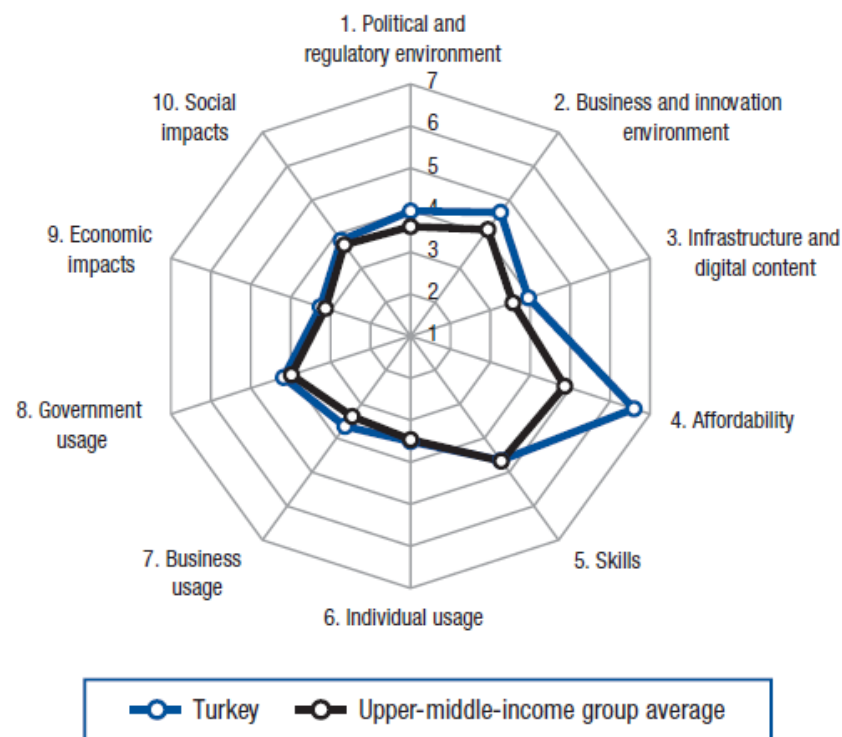 1. Political and
regulatory environment
7
10. Social
impacts
2. Business and innovation
environment
6
5
4
9. Economic
impacts
3. Infrastructure and
digital content
3
2
1
8. Government
usage
4. Affordability
7. Business
usage
5. Skills
6. Individual usage
Turkey Upper-middle-income group average